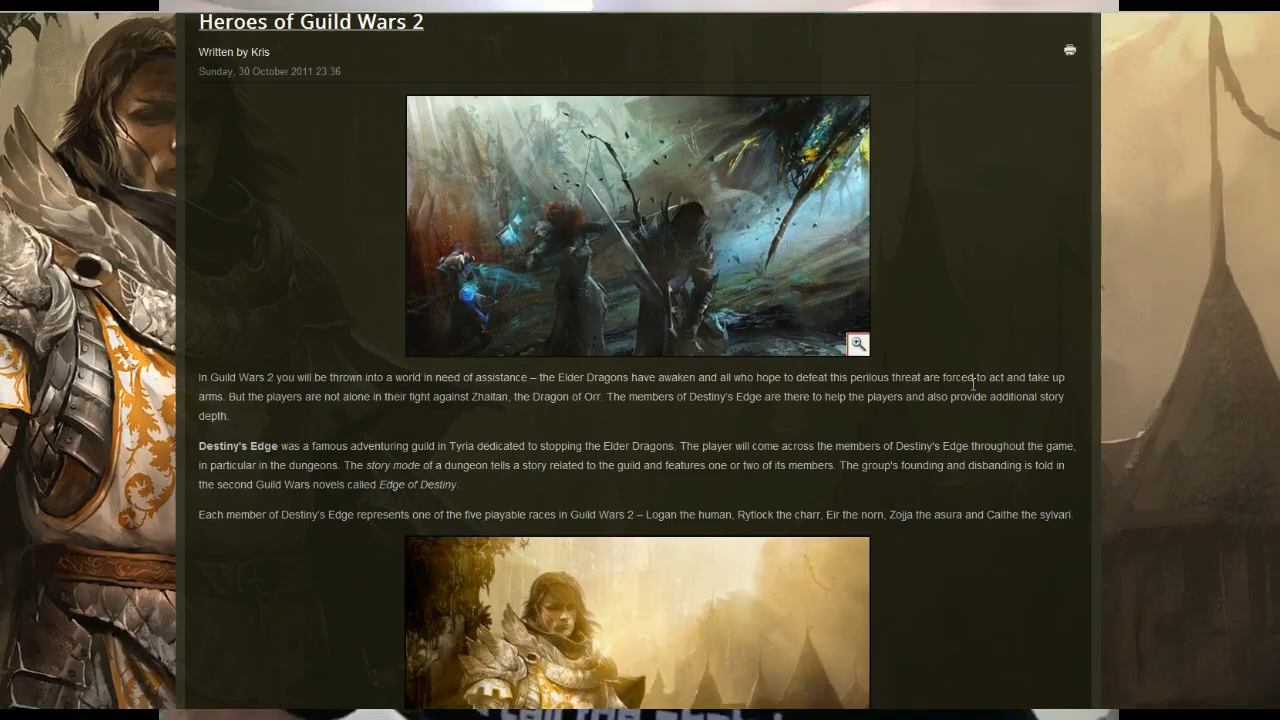 Heroes of Guild Wars 2
Written by Kris
Sunday, 30 October 2011 23:36
In Guild Wars 2 you will be thrown into a world in need of assistance – the Elder Dragons have awaken and all who hope to defeat this perilous threat are forced to act and take up
arms. But the players are not alone in their fight against Zhaitan, the Dragon of Orr. The members of Destiny's Edge are there to help the players and also provide additional story
depth.
Destiny's Edge was a famous adventuring guild in Tyria dedicated to stopping the Elder Dragons. The player will come across the members of Destiny's Edge throughout the game,
in particular in the dungeons. The story mode of a dungeon tells a story related to the guild and features one or two of its members. The group's founding and disbanding is told in
the second Guild Wars novels called Edge of Destiny.
Each member of Destiny's Edge represents one of the five playable races in Guild Wars 2 – Logan the human, Rytlock the charr, Eir the norn, Zojja the asura and Caithe the sylvari.